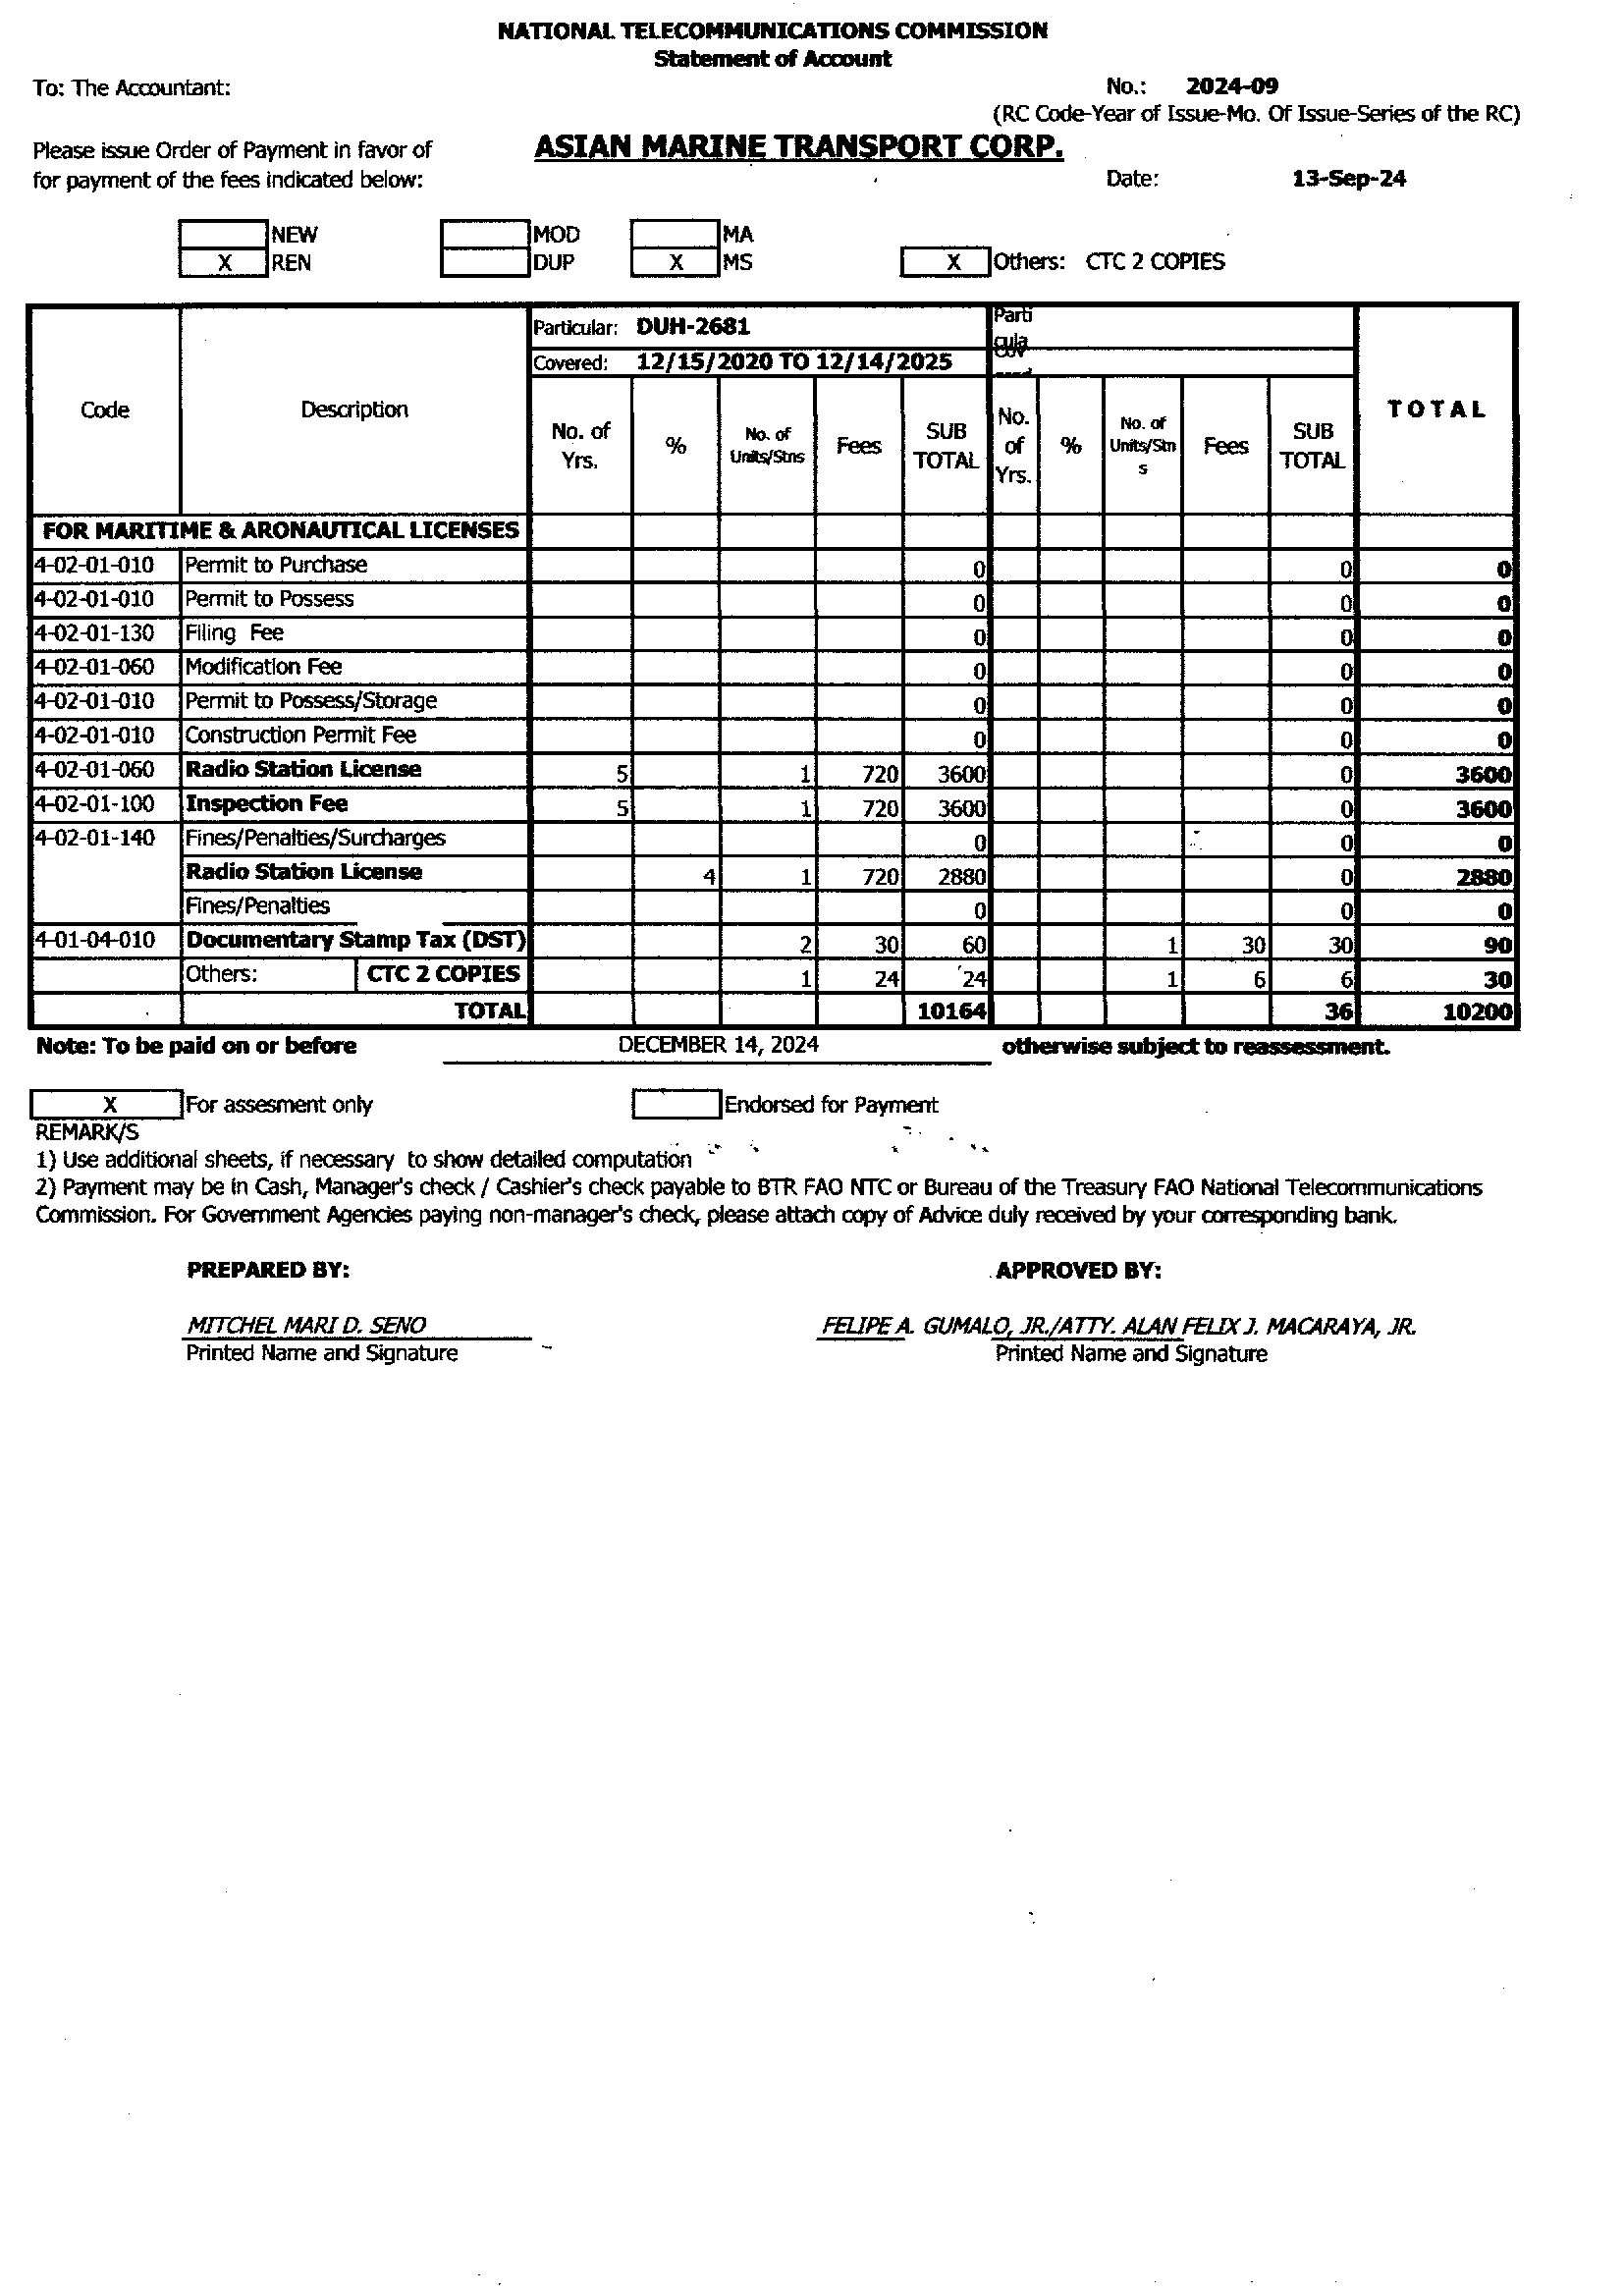 NATIONAL TELECOMMUNICATIONS COMMISSION
Statement of Account
To: The Accountant: No.: 2024-09
(RC Code-Year of Issue-Mo. Of Issue-Series of the RC)
Please issue Order of Payment in favor of ASIAN MARINE TRANSPORT CORP.
for payment of the fees indicated below: Date: 13-Sep-24
NEW MOD MA
X REN DUP X MS X Others: CTC 2 COPIES
Particular: DUH-2681 Parti
cula
Covered: 12/15/2020 TO 12/14/2025 Cov
Code Description No. of Yrs. % No. of Units/Stns Fees SUB TOTAL No. of Yrs. % No. of Units/Stn s Fees SUB TOTAL T O T A L
FOR MARITIME & ARONAUTICAL LICENSES
4-02-01-010 Permit to Purchase 0 0 0
4-02-01-010 Permit to Possess 0 0 0
4-02-01-130 Filing Fee 0 0 0
4-02-01-060 Modification Fee 0 0 0
4-02-01-010 Permit to Possess/Storage 0 0 0
4-02-01-010 Construction Permit Fee 0 0 0
4-02-01-060 Radio Station License 5 1 720 3600 0 3600
4-02-01-100 Inspection Fee 5 1 720 3600 0 3600
4-02-01-140 Fines/Penalties/Surcharges 0 0 0
Radio Station License 4 1 720 2880 0 2880
Fines/Penalties 0 0 0
4-01-04-010 Documentary Stamp Tax (DST) 2 30 60 1 30 30 90
Others: CTC 2 COPIES 1 24 24 1 6 6 30
TOTAL 10164 36 10200
Note: To be paid on or before DECEMBER 14, 2024 otherwise subject to reassessment.
X For assesment only Endorsed for Payment
REMARK/S
1) Use additional sheets, if necessary to show detailed computation
2) Payment may be in Cash, Manager's check / Cashier's check payable to BTR FAO NTC or Bureau of the Treasury FAO National Telecommunications
Commission. For Government Agencies paying non-manager's check, please attach copy of Advice duly received by your corresponding bank.
PREPARED BY: APPROVED BY:
MITCHEL MARI D. SENO FELIPE A. GUMALO, JR./ATTY. ALAN FELIX J. MACARAYA, JR.
Printed Name and Signature Printed Name and Signature